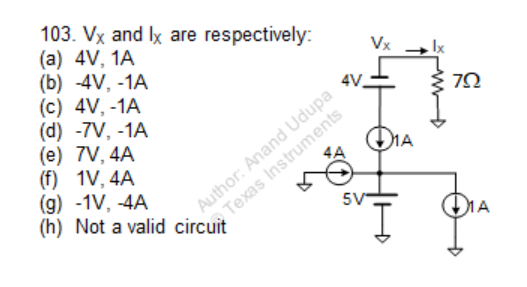 103. Vx and Ix are respectively:
(a) 4V, 1A
(b) -4V, -1A
(c) 4V, -1A
(d) -7V, -1A
(e) 7V, 4A
(f) 1V, 4A
(g) -1V, -4A
(h) Not a valid circuit
Vx
Ix
4V
7Ω
1A
4A
5V
1A
Author: Anand Udupa
© Texas Instruments